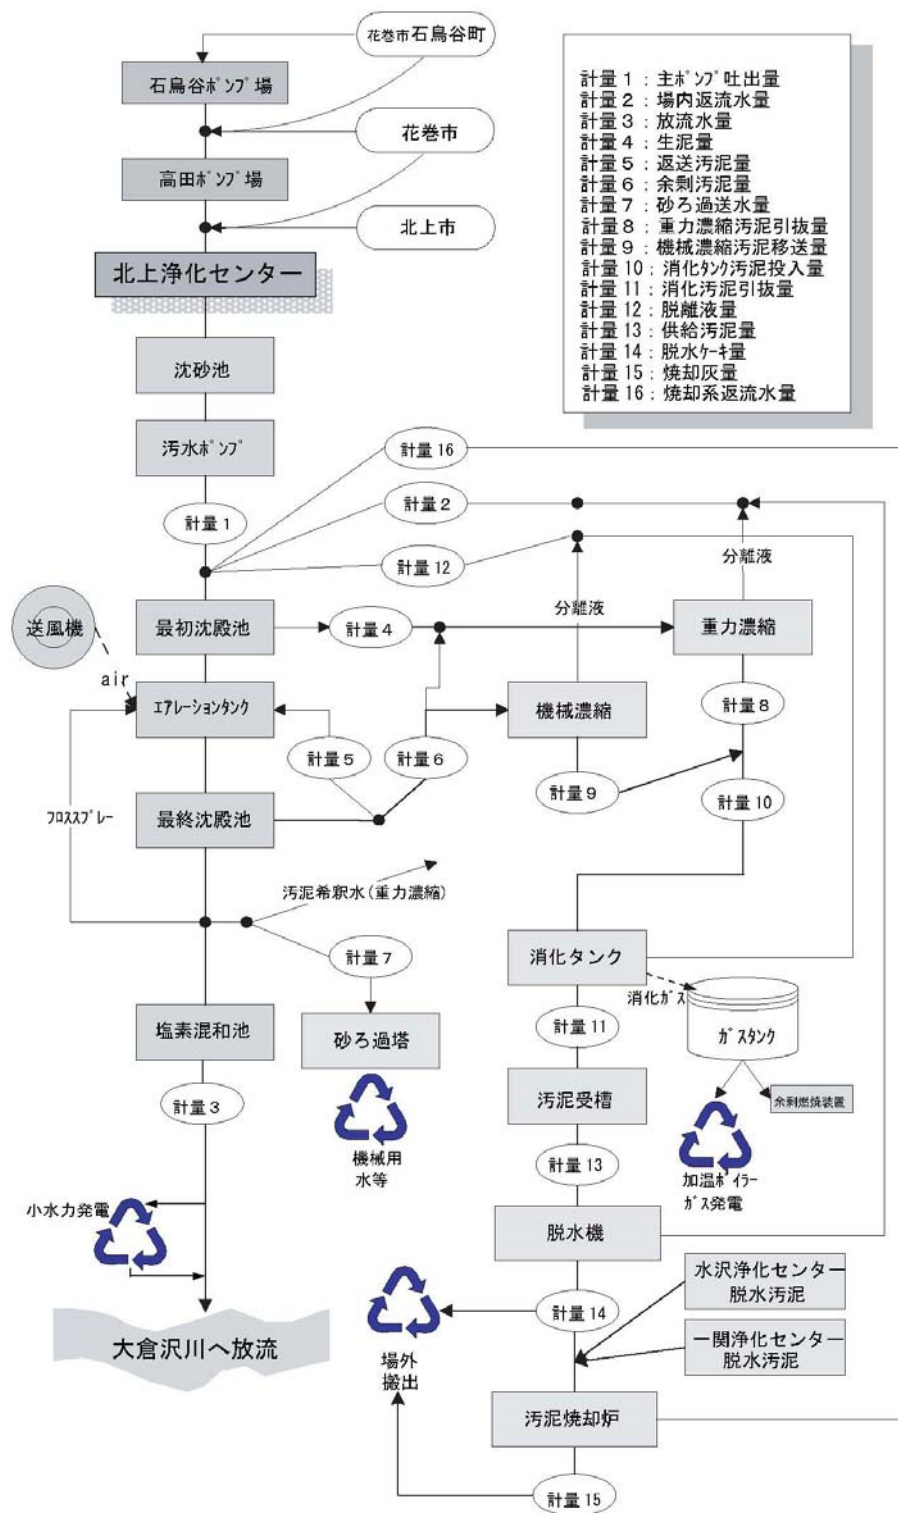 花巻市石鳥谷町
石鳥谷ﾎﾟﾝﾌﾟ場
花巻市
高田ﾎﾟﾝﾌﾟ場
北上市
北上浄化センター
計量1:主ﾎﾟﾝﾌﾟ吐出量
計量2:場内返流水量
計量3:放流水量
計量4:生泥量
計量5:返送汚泥量
計量6:余剰汚泥量
計量7:砂ろ過送水量
計量8:重力濃縮汚泥引抜量
計量9:機械濃縮汚泥移送量
計量10:消化ﾀﾝｸ汚泥投入量
計量11:消化汚泥引抜量
計量12:脱離液量
計量13:供給汚泥量
計量14:脱水ｹｰｷ量
計量15:焼却灰量
計量16:焼却系返流水量
沈砂池
汚水ﾎﾟﾝﾌﾟ
計量16
計量2
計量1
計量12
分離液
分離液
送風機
air
最初沈殿池
計量4
重力濃縮
ｴｱﾚｰｼｮﾝﾀﾝｸ
機械濃縮
計量8
計量5
計量6
計量9
計量10
ﾌﾛｽｽﾌﾟﾚｰ
最終沈殿池
汚泥希釈水(重力濃縮)
計量7
消化タンク
消化ｶﾞｽ
ｶﾞｽﾀﾝｸ
計量11
塩素混和池
砂ろ過塔
計量3
汚泥受槽
余剰燃焼装置
機械用
水等
計量13
加温ﾎﾞｲﾗｰ
ｶﾞｽ発電
小水力発電
脱水機
水沢浄化センター
脱水汚泥
計量14
一関浄化センター
脱水汚泥
大倉沢川へ放流
場外
搬出
汚泥焼却炉
計量15